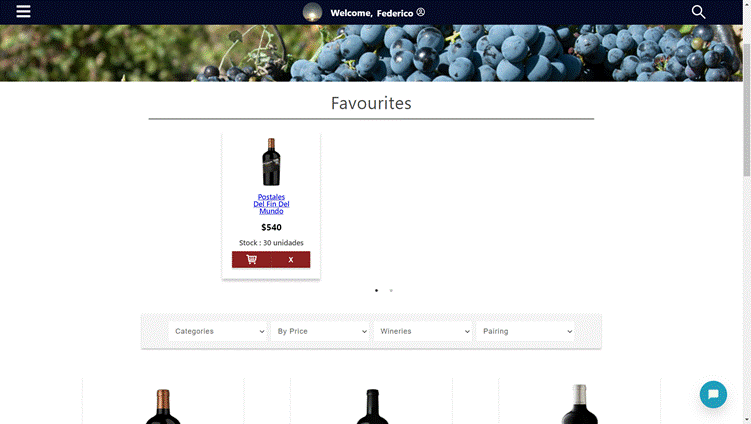 Welcome, Federico
Favourites
Postales
Del Fin Del
Mundo
$540
Stock : 30 unidades
X
Categories
By Price
Wineries
Pairing